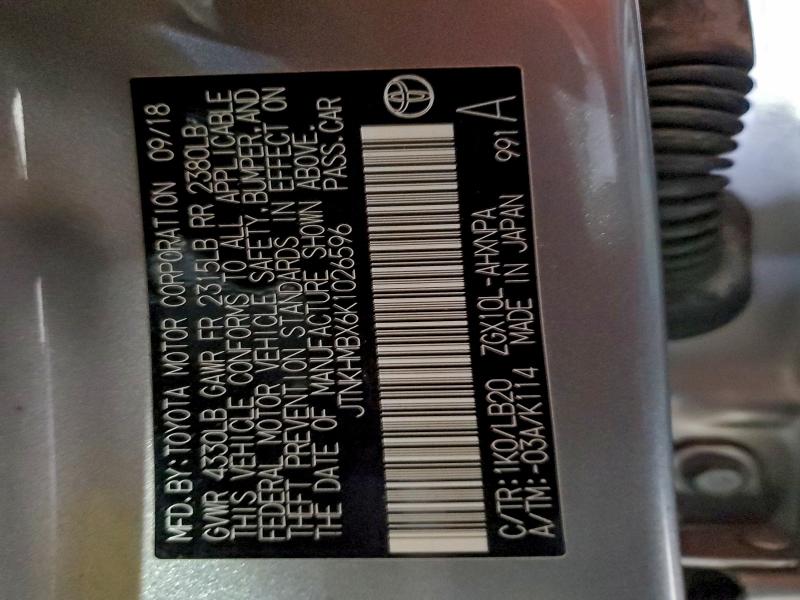 MFD. BY: TOYOTA MOTOR CORPORATION 09/18
GVWR 4330LB GAWR FR 2315LB RR 2380LB
THIS VEHICLE CONFORMS TO ALL APPLICABLE
FEDERAL MOTOR VEHICLE SAFETY, BUMPER, AND
THEFT PREVENTION STANDARDS IN EFFECT ON
THE DATE OF MANUFACTURE SHOWN ABOVE.
JTNKHMBX6K1026596 PASS. CAR
C/TR: 1K0/LB20 ZGX10L-AHXNPA 991A
A/TM: -03A/K114 MADE IN JAPAN